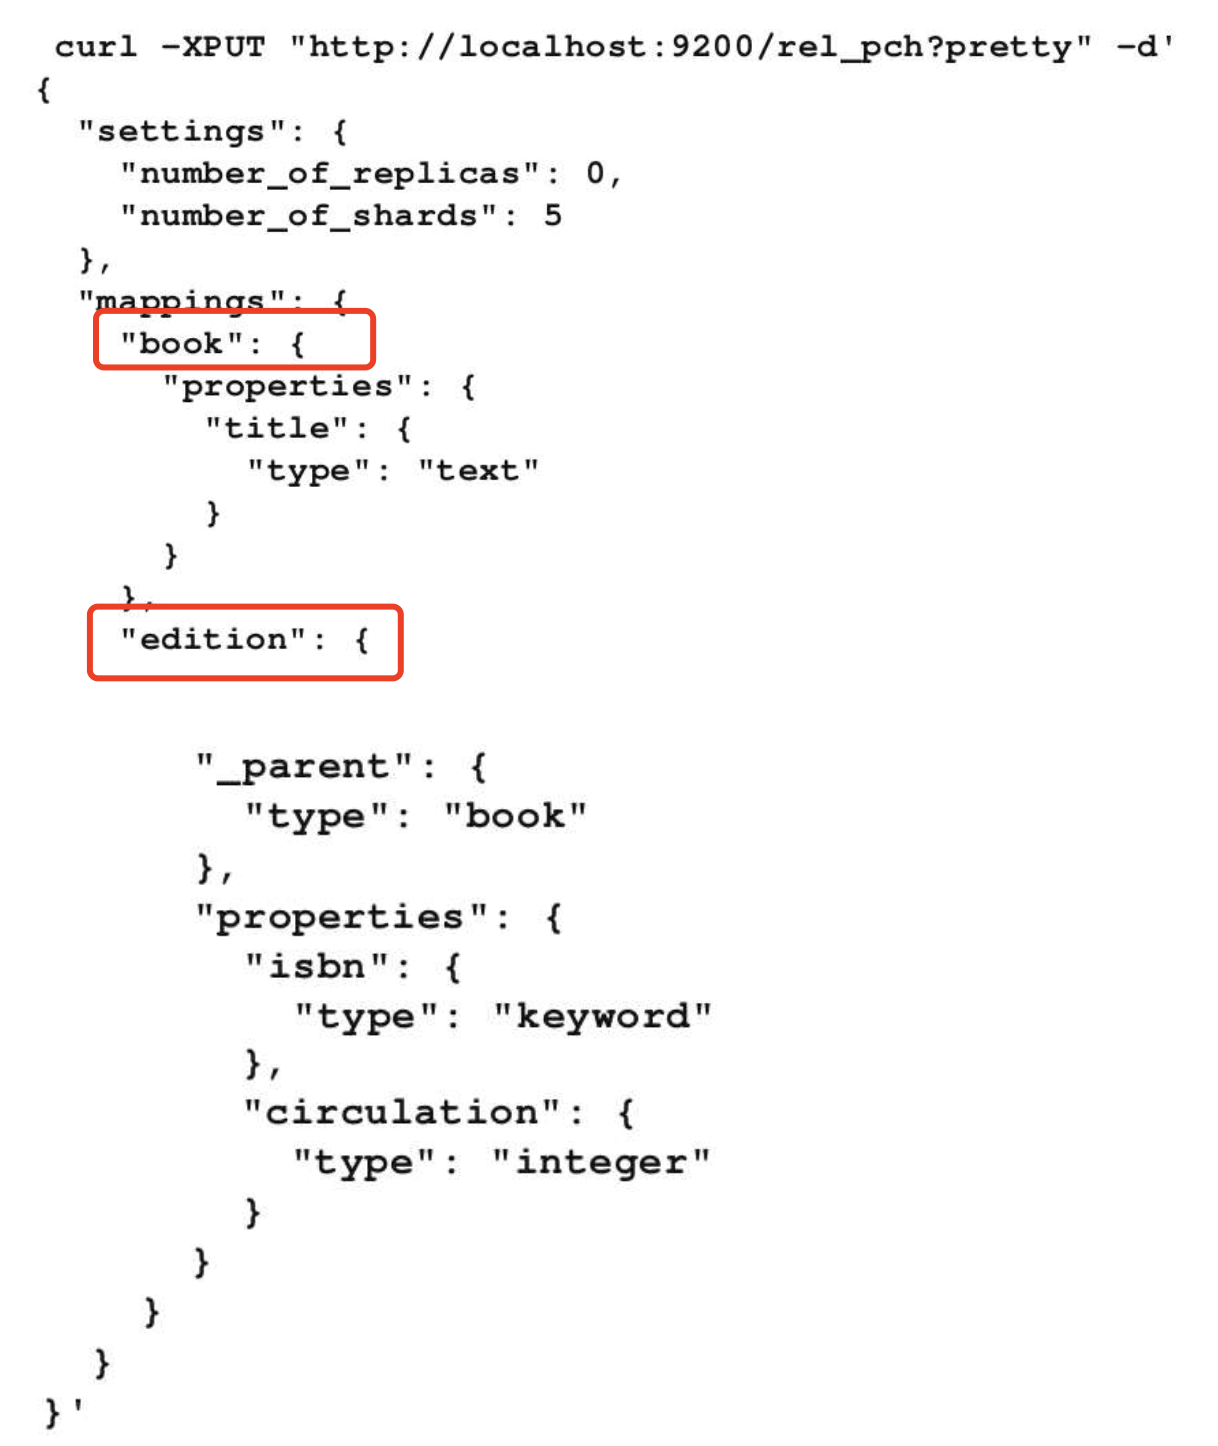 curl -XPUT "http://localhost:9200/rel_pch?pretty" -d'
{
  "settings": {
    "number_of_replicas": 0,
    "number_of_shards": 5
  },
  "mappings": {
    "book": {
      "properties": {
        "title": {
          "type": "text"
        }
      }
    },
    "edition": {
      "_parent": {
        "type": "book"
      },
      "properties": {
        "isbn": {
          "type": "keyword"
        },
        "circulation": {
          "type": "integer"
        }
      }
    }
  }
}'